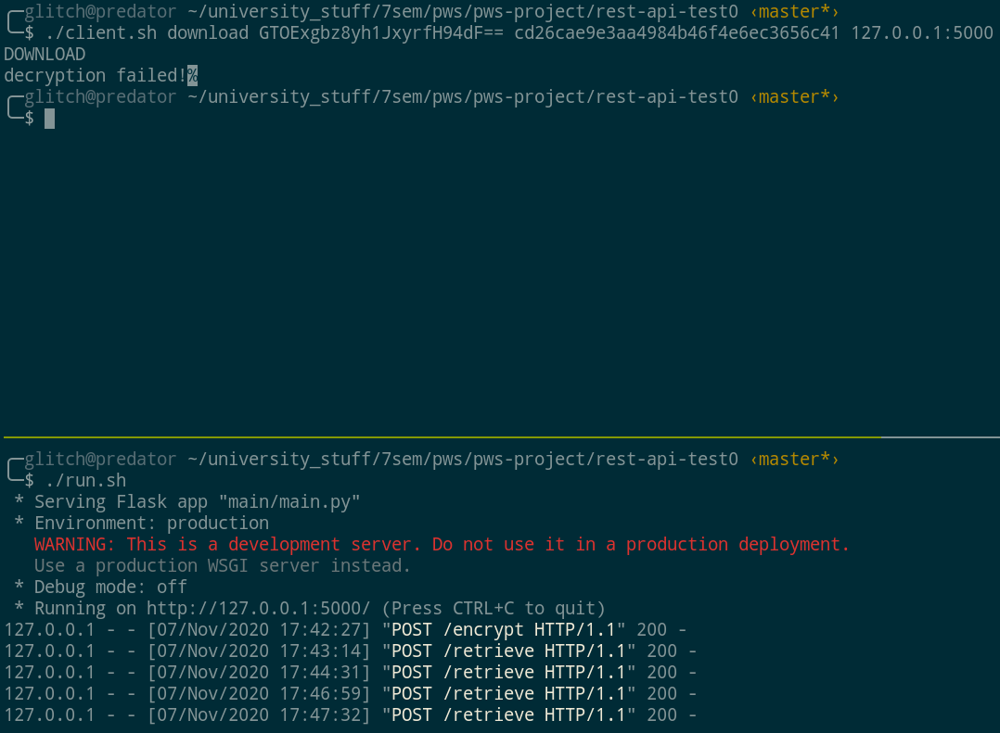 glitch@predator ~/university_stuff/7sem/pws/pws-project/rest-api-test0 ‹master*›
$ ./client.sh download GTOExgbz8yh1JxyrfH94dF== cd26cae9e3aa4984b46f4e6ec3656c41 127.0.0.1:5000
DOWNLOAD
decryption failed!%
glitch@predator ~/university_stuff/7sem/pws/pws-project/rest-api-test0 ‹master*›
$
glitch@predator ~/university_stuff/7sem/pws/pws-project/rest-api-test0 ‹master*›
$ ./run.sh
* Serving Flask app "main/main.py"
* Environment: production
WARNING: This is a development server. Do not use it in a production deployment.
Use a production WSGI server instead.
* Debug mode: off
* Running on http://127.0.0.1:5000/ (Press CTRL+C to quit)
127.0.0.1 - - [07/Nov/2020 17:42:27] "POST /encrypt HTTP/1.1" 200 -
127.0.0.1 - - [07/Nov/2020 17:43:14] "POST /retrieve HTTP/1.1" 200 -
127.0.0.1 - - [07/Nov/2020 17:44:31] "POST /retrieve HTTP/1.1" 200 -
127.0.0.1 - - [07/Nov/2020 17:46:59] "POST /retrieve HTTP/1.1" 200 -
127.0.0.1 - - [07/Nov/2020 17:47:32] "POST /retrieve HTTP/1.1" 200 -